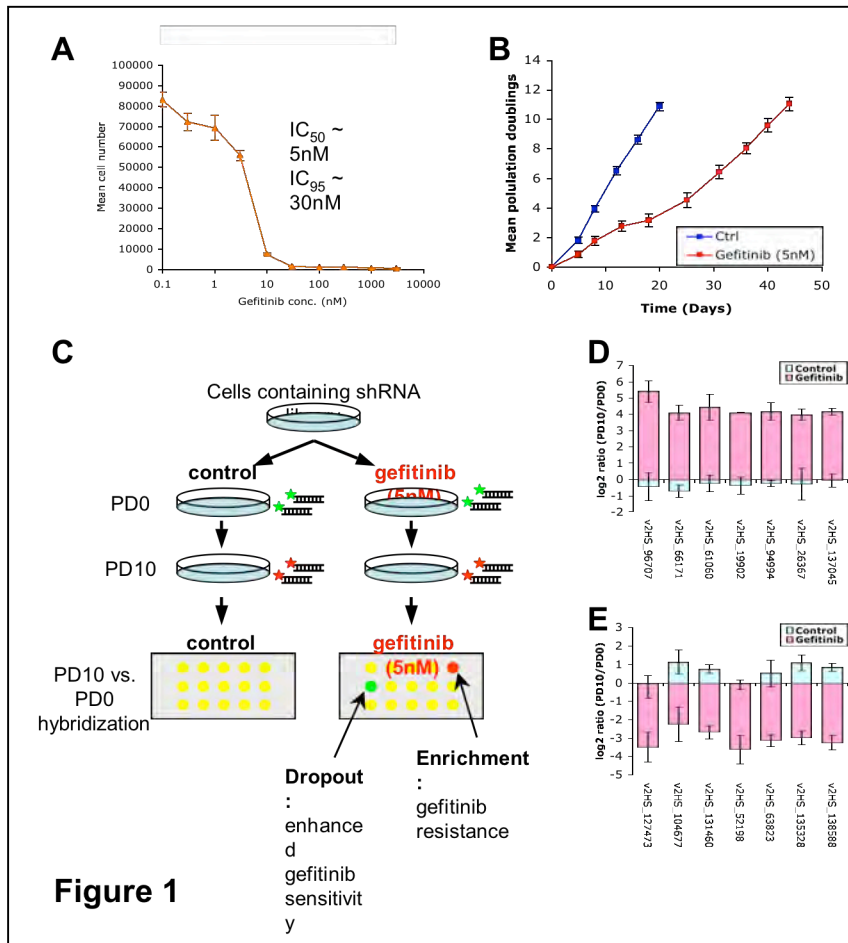 A
Mean cell number
100000
90000
80000
70000
60000
50000
40000
30000
20000
10000
0
0.1
1
10
100
1000
10000
Gefitinib conc. (nM)
IC50 ~
5nM
IC95 ~
30nM
B
Mean polulation doublings
14
12
10
8
6
4
2
0
0
10
20
30
40
50
Time (Days)
Ctrl
Gefitinib (5nM)
C
Cells containing shRNA
control
gefitinib
(5nM)
PD0
PD10
control
gefitinib
(5nM)
PD10 vs.
PD0
hybridization
Dropout
:
enhance
d
gefitinib
sensitivit
y
Enrichment
:
gefitinib
resistance
D
Control
Gefitinib
log2 ratio (PD10/PD0)
7
6
5
4
3
2
1
0
-1
-2
v2HS_96707
v2HS_66171
v2HS_61060
v2HS_19902
v2HS_94994
v2HS_26367
v2HS_137045
E
Control
Gefitinib
log2 ratio (PD10/PD0)
3
2
1
0
-1
-2
-3
-4
-5
v2HS_127473
v2HS_104677
v2HS_131460
v2HS_52198
v2HS_63823
v2HS_135328
v2HS_138588
Figure 1